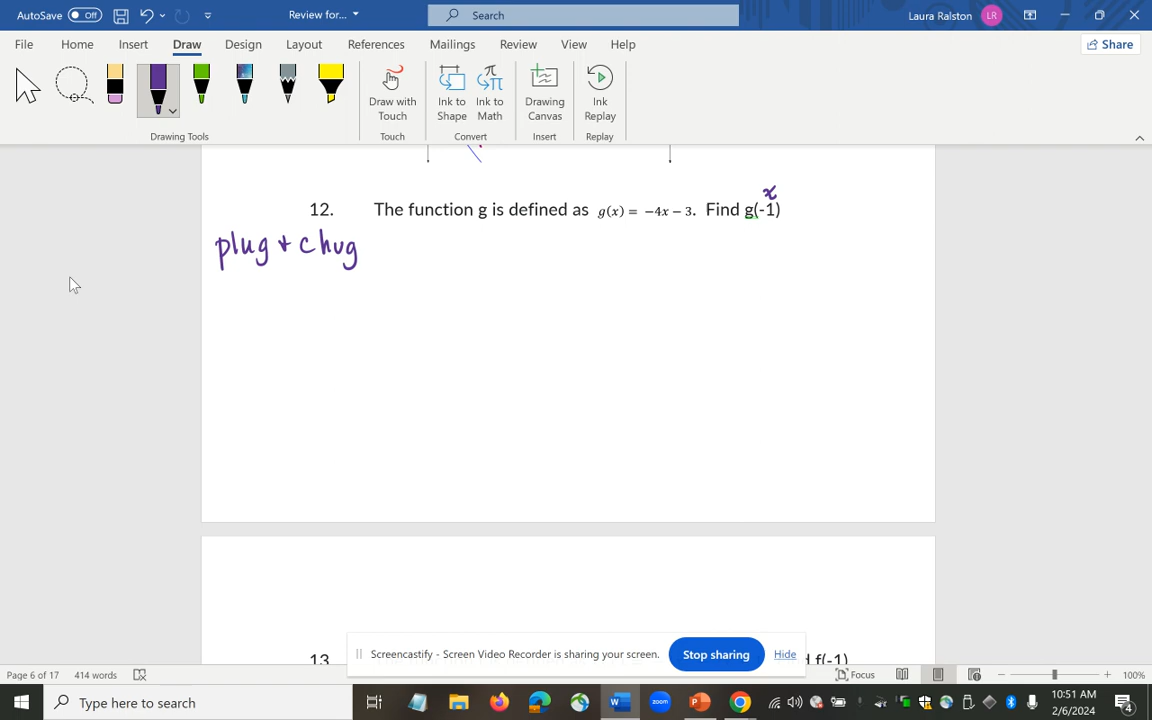 AutoSave Off Review for... Search Laura Ralston LR
File Home Insert Draw Design Layout References Mailings Review View Help Share
Draw with Touch Ink to Shape Ink to Math Drawing Canvas Ink Replay
Drawing Tools Touch Convert Insert Replay
x
12. The function g is defined as g(x) = −4x − 3. Find g(-1)
plug + chug
13. f(-1)
Screencastify - Screen Video Recorder is sharing your screen. Stop sharing Hide
Page 6 of 17 414 words Focus 100%
Type here to search zoom 10:51 AM
2/6/2024 4